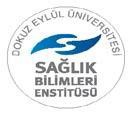 DOKUZ EYLÜL ÜNİVERSİTESİ
SAĞLIK
BİLİMLERİ
ENSTİTÜSÜ